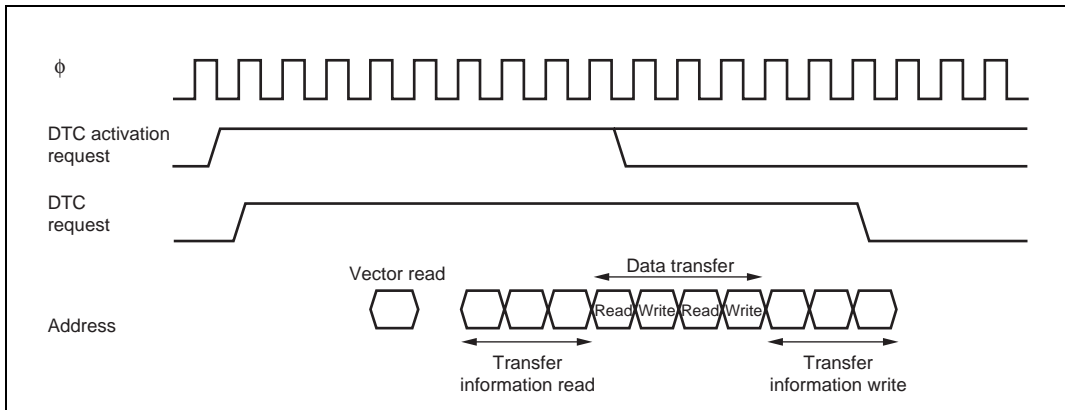 ϕ
DTC activation
request
DTC
request
Vector read
Data transfer
Address
Read Write Read Write
Transfer
information read
Transfer
information write